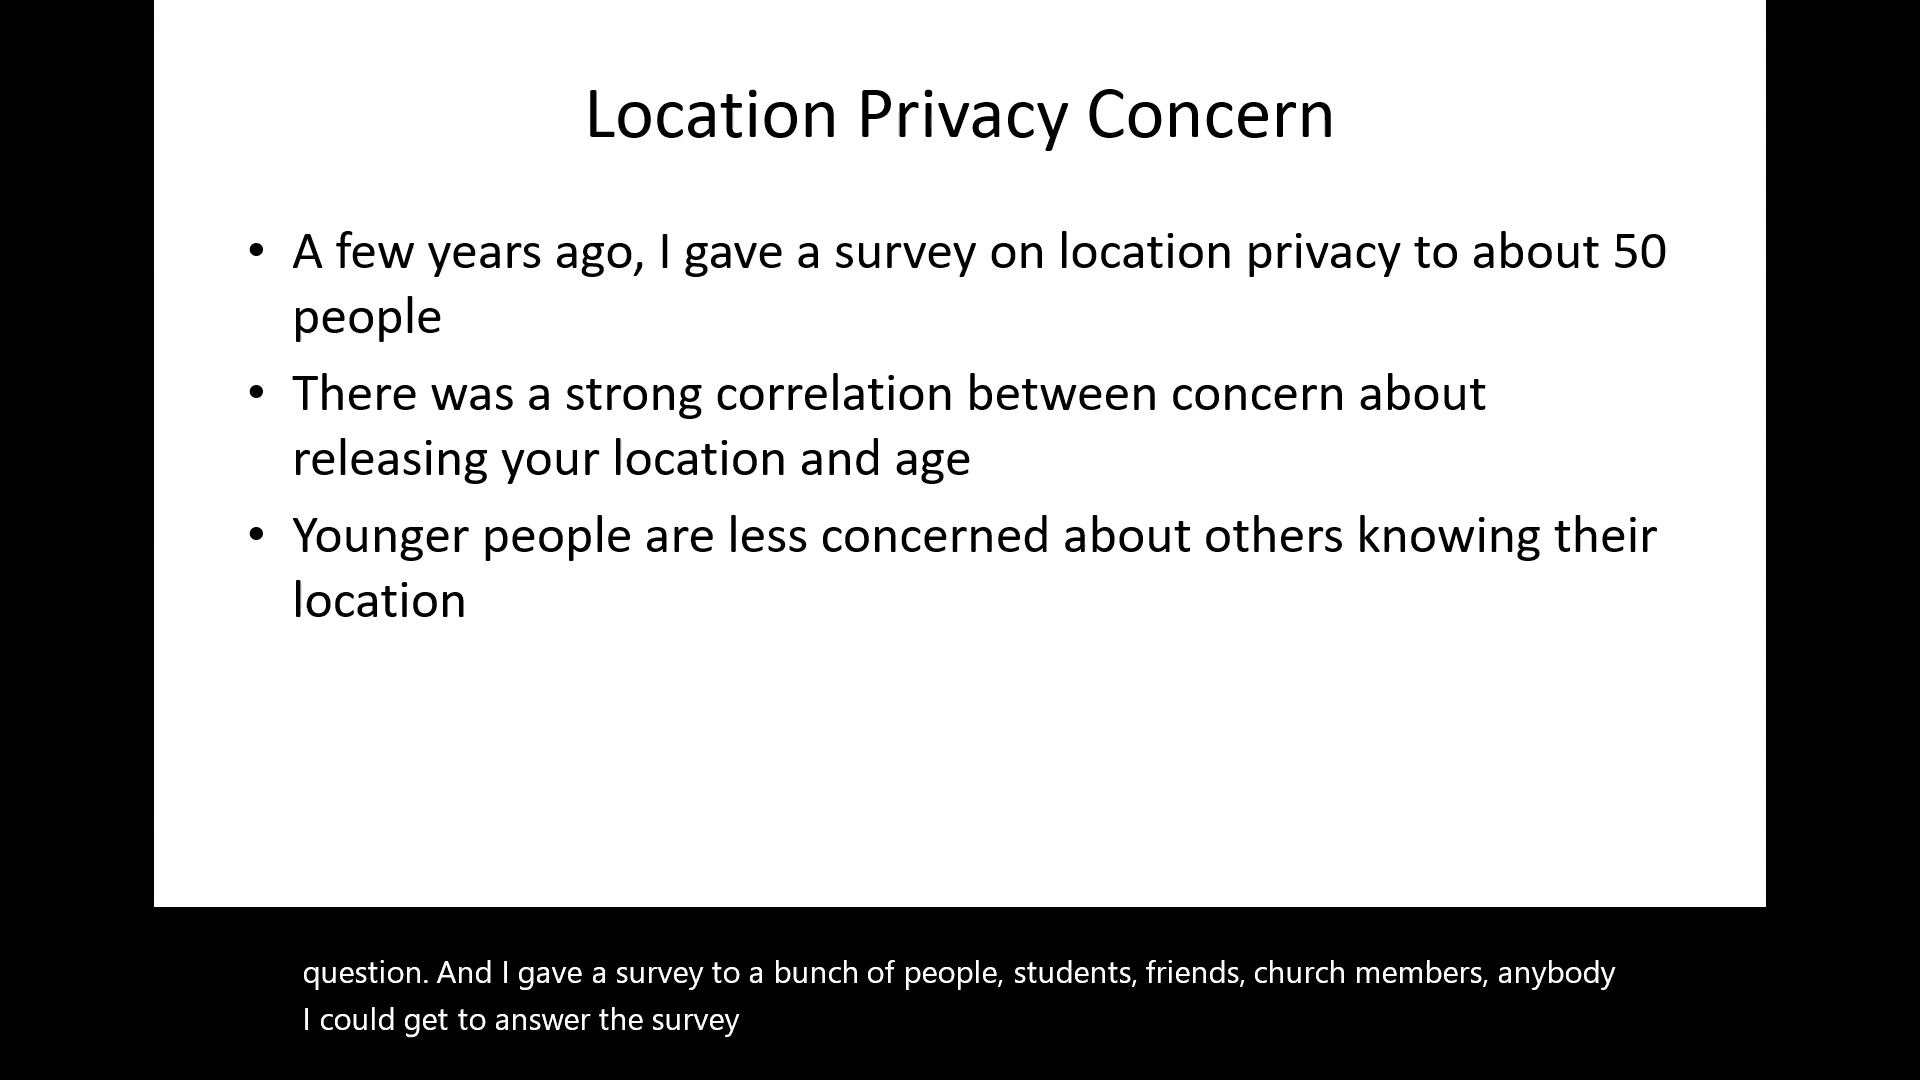 Location Privacy Concern
• A few years ago, I gave a survey on location privacy to about 50
people
• There was a strong correlation between concern about
releasing your location and age
• Younger people are less concerned about others knowing their
location
question. And I gave a survey to a bunch of people, students, friends, church members, anybody
I could get to answer the survey